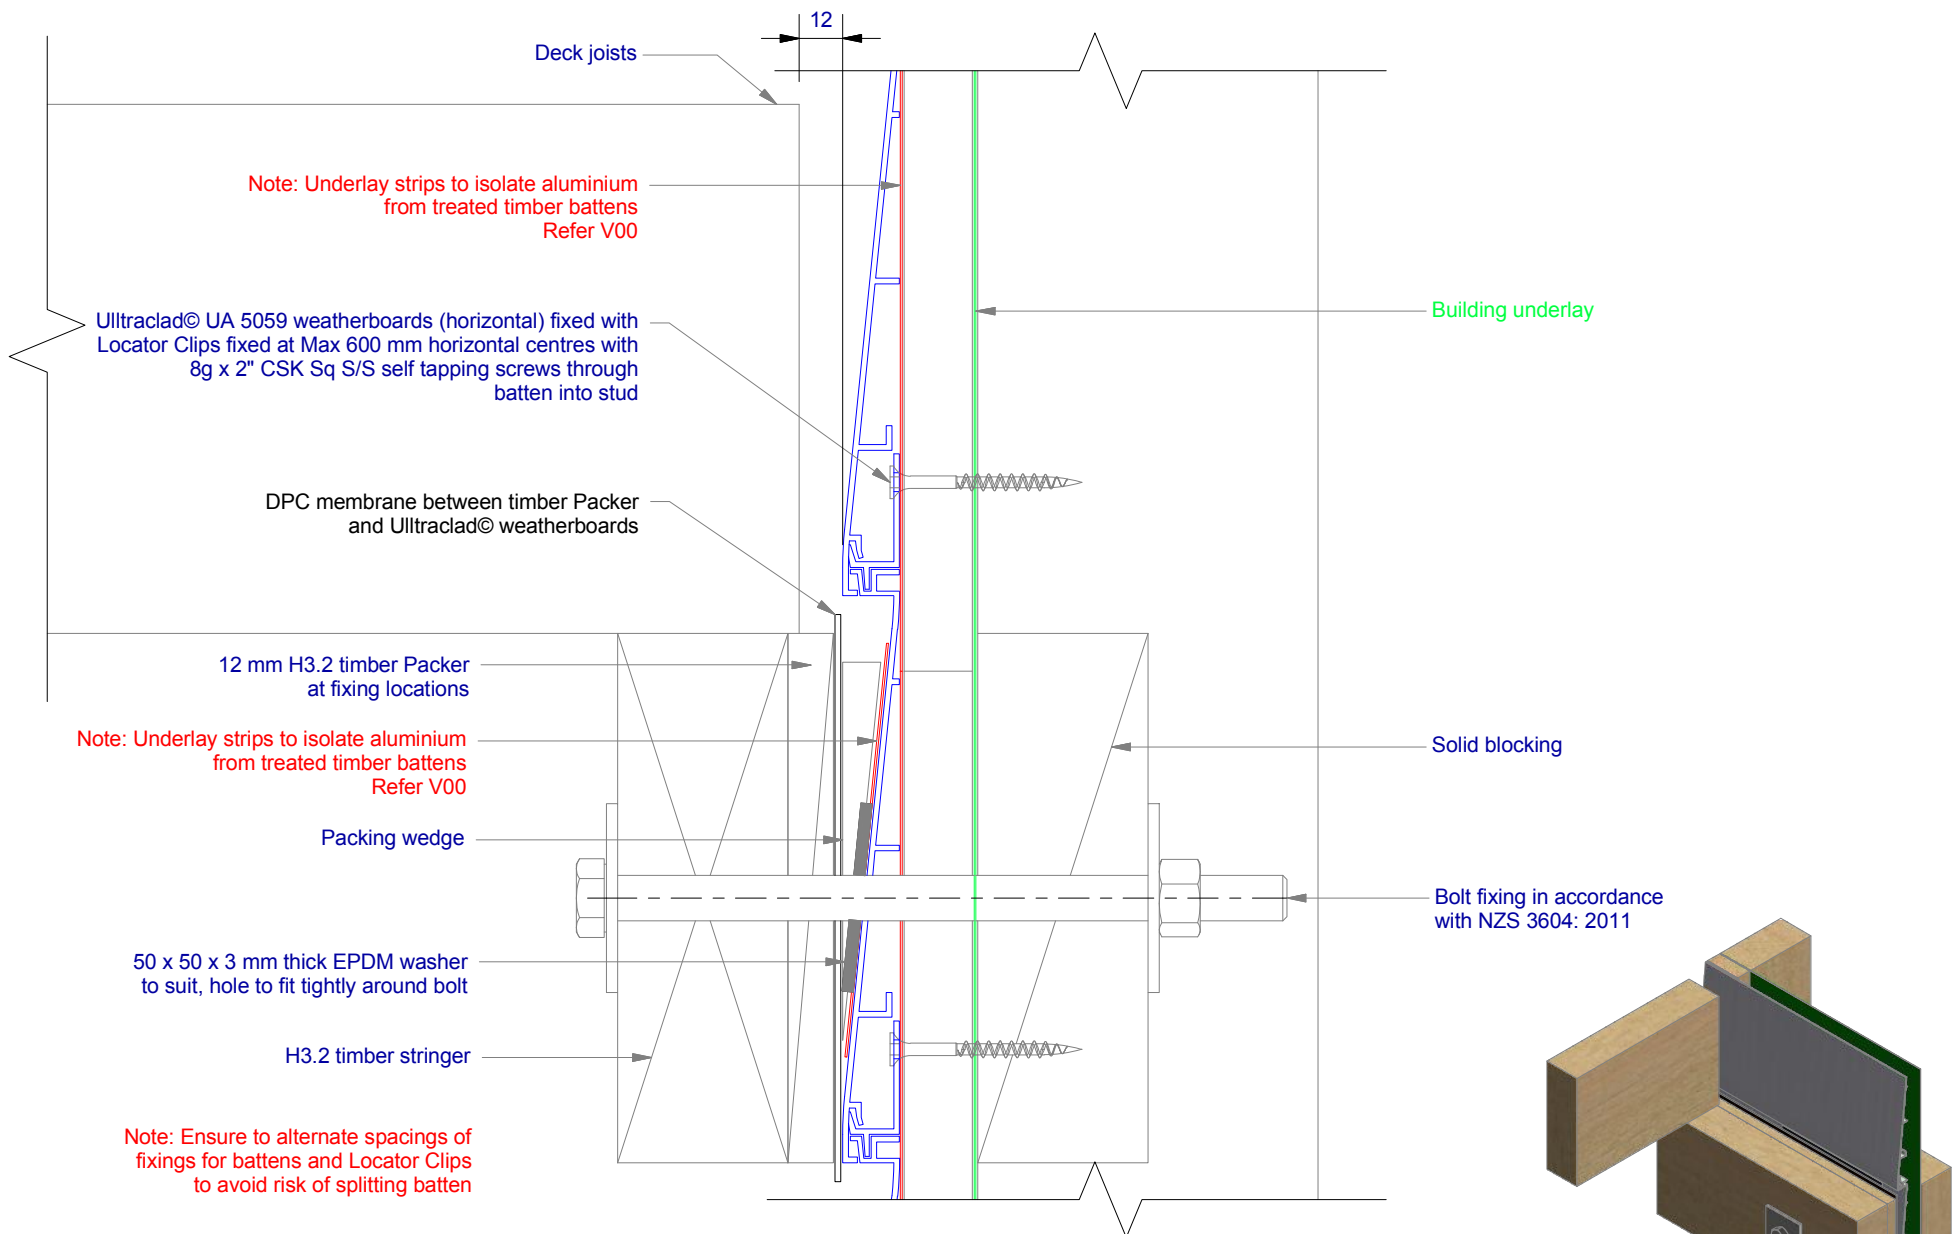 12
Deck joists
Note: Underlay strips to isolate aluminium
from treated timber battens
Refer V00
Ulltraclad© UA 5059 weatherboards (horizontal) fixed with
Locator Clips fixed at Max 600 mm horizontal centres with
8g x 2" CSK Sq S/S self tapping screws through
batten into stud
Building underlay
DPC membrane between timber Packer
and Ulltraclad© weatherboards
12 mm H3.2 timber Packer
at fixing locations
Note: Underlay strips to isolate aluminium
from treated timber battens
Refer V00
Solid blocking
Packing wedge
Bolt fixing in accordance
with NZS 3604: 2011
50 x 50 x 3 mm thick EPDM washer
to suit, hole to fit tightly around bolt
H3.2 timber stringer
Note: Ensure to alternate spacings of
fixings for battens and Locator Clips
to avoid risk of splitting batten